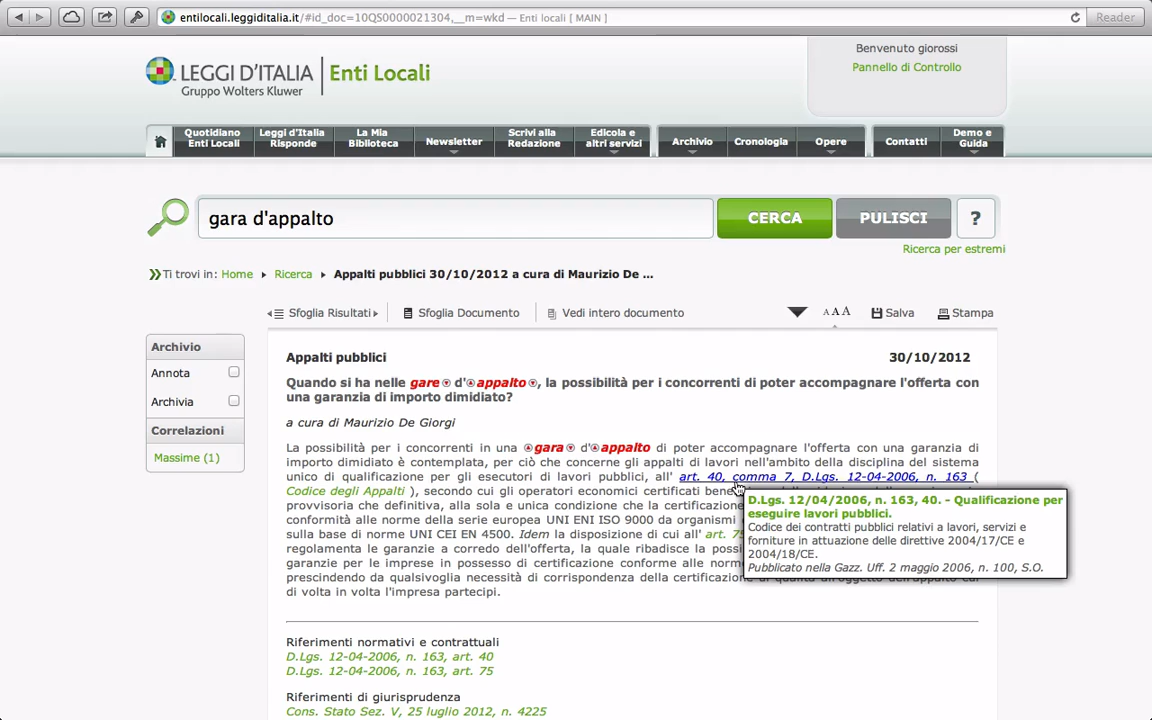 entilocali.leggiditalia.it/#id_doc=10QS0000021304,__m=wkd — Enti locali [ MAIN ]
Reader
Benvenuto giorossi
Pannello di Controllo
LEGGI D'ITALIA
Gruppo Wolters Kluwer
Enti Locali
Quotidiano Enti Locali
Leggi d'Italia Risponde
La Mia Biblioteca
Newsletter
Scrivi alla Redazione
Edicola e altri servizi
Archivio
Cronologia
Opere
Contatti
Demo e Guida
gara d'appalto
CERCA
PULISCI
?
Ricerca per estremi
Ti trovi in: Home ▸ Ricerca ▸ Appalti pubblici 30/10/2012 a cura di Maurizio De ...
Sfoglia Risultati
Sfoglia Documento
Vedi intero documento
A A A
Salva
Stampa
Archivio
Annota
Archivia
Correlazioni
Massime (1)
Appalti pubblici
30/10/2012
Quando si ha nelle gare d' appalto , la possibilità per i concorrenti di poter accompagnare l'offerta con
una garanzia di importo dimidiato?
a cura di Maurizio De Giorgi
La possibilità per i concorrenti in una gara d' appalto di poter accompagnare l'offerta con una garanzia di
importo dimidiato è contemplata, per ciò che concerne gli appalti di lavori nell'ambito della disciplina del sistema
unico di qualificazione per gli esecutori di lavori pubblici, all' art. 40, comma 7, D.Lgs. 12-04-2006, n. 163 (
Codice degli Appalti ), secondo cui gli operatori economici certificati
provvisoria che definitiva, alla sola e unica condizione che la certificazione
conformità alle norme della serie europea UNI ENI ISO 9000 da organismi
sulla base di norme UNI CEI EN 4500. Idem la disposizione di cui all' art. 75
regolamenta le garanzie a corredo dell'offerta, la quale ribadisce la
garanzie per le imprese in possesso di certificazione conforme alle
prescindendo da qualsivoglia necessità di corrispondenza della
di volta in volta l'impresa partecipi.
D.Lgs. 12/04/2006, n. 163, 40. - Qualificazione per
eseguire lavori pubblici.
Codice dei contratti pubblici relativi a lavori, servizi e
forniture in attuazione delle direttive 2004/17/CE e
2004/18/CE.
Pubblicato nella Gazz. Uff. 2 maggio 2006, n. 100, S.O.
Riferimenti normativi e contrattuali
D.Lgs. 12-04-2006, n. 163, art. 40
D.Lgs. 12-04-2006, n. 163, art. 75
Riferimenti di giurisprudenza
Cons. Stato Sez. V, 25 luglio 2012, n. 4225